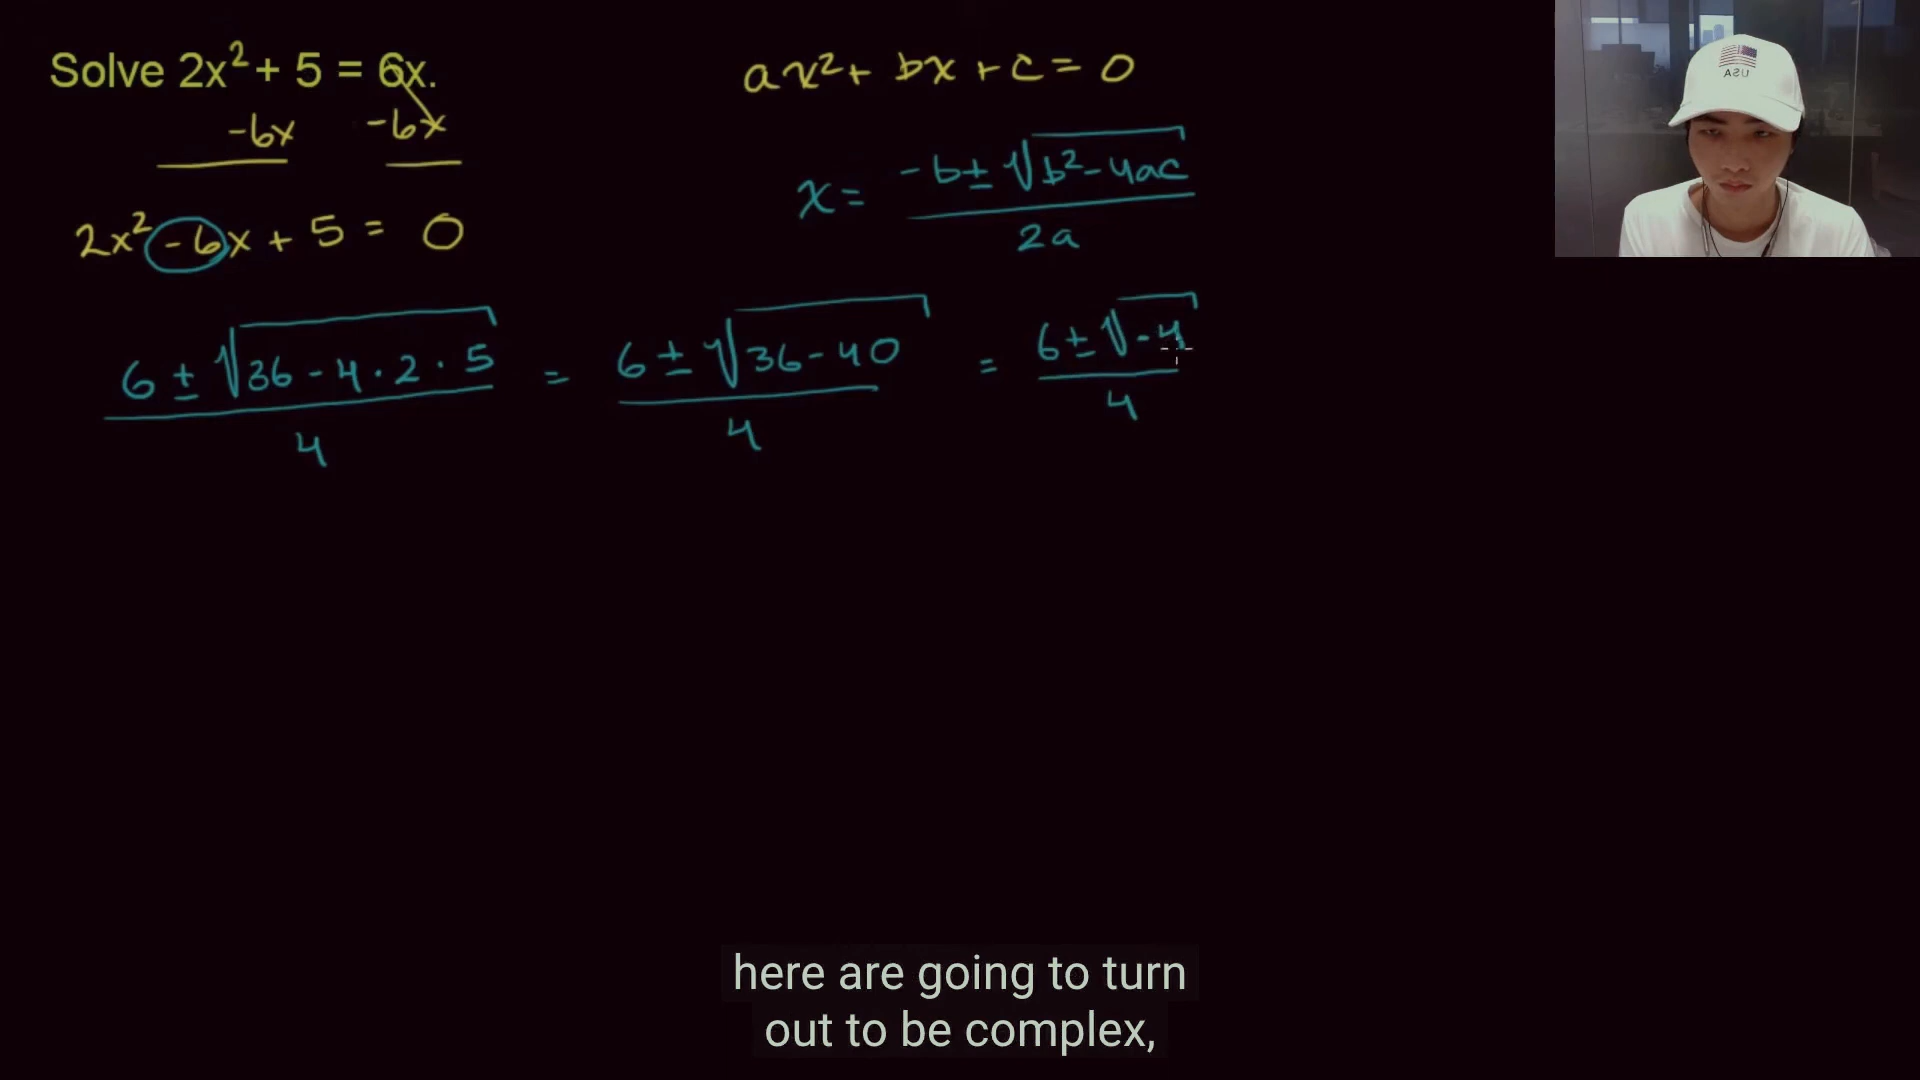 Solve 2x² + 5 = 6x.
-6x -6x
2x² - 6x + 5 = 0
ax² + bx + c = 0
x = (-b ± √(b² - 4ac)) / 2a
(6 ± √(36 - 4 · 2 · 5)) / 4 = (6 ± √(36 - 40)) / 4 = (6 ± √(-4)) / 4
USA
here are going to turn
out to be complex,